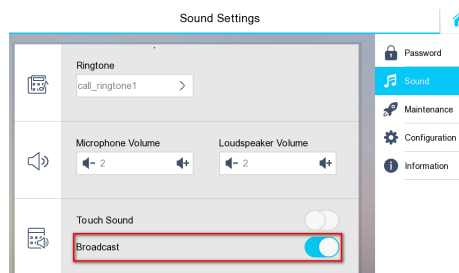 Sound Settings
Ringtone
call_ringtone1
Microphone Volume
Loudspeaker Volume
2
2
Touch Sound
Broadcast
Password
Sound
Maintenance
Configuration
Information